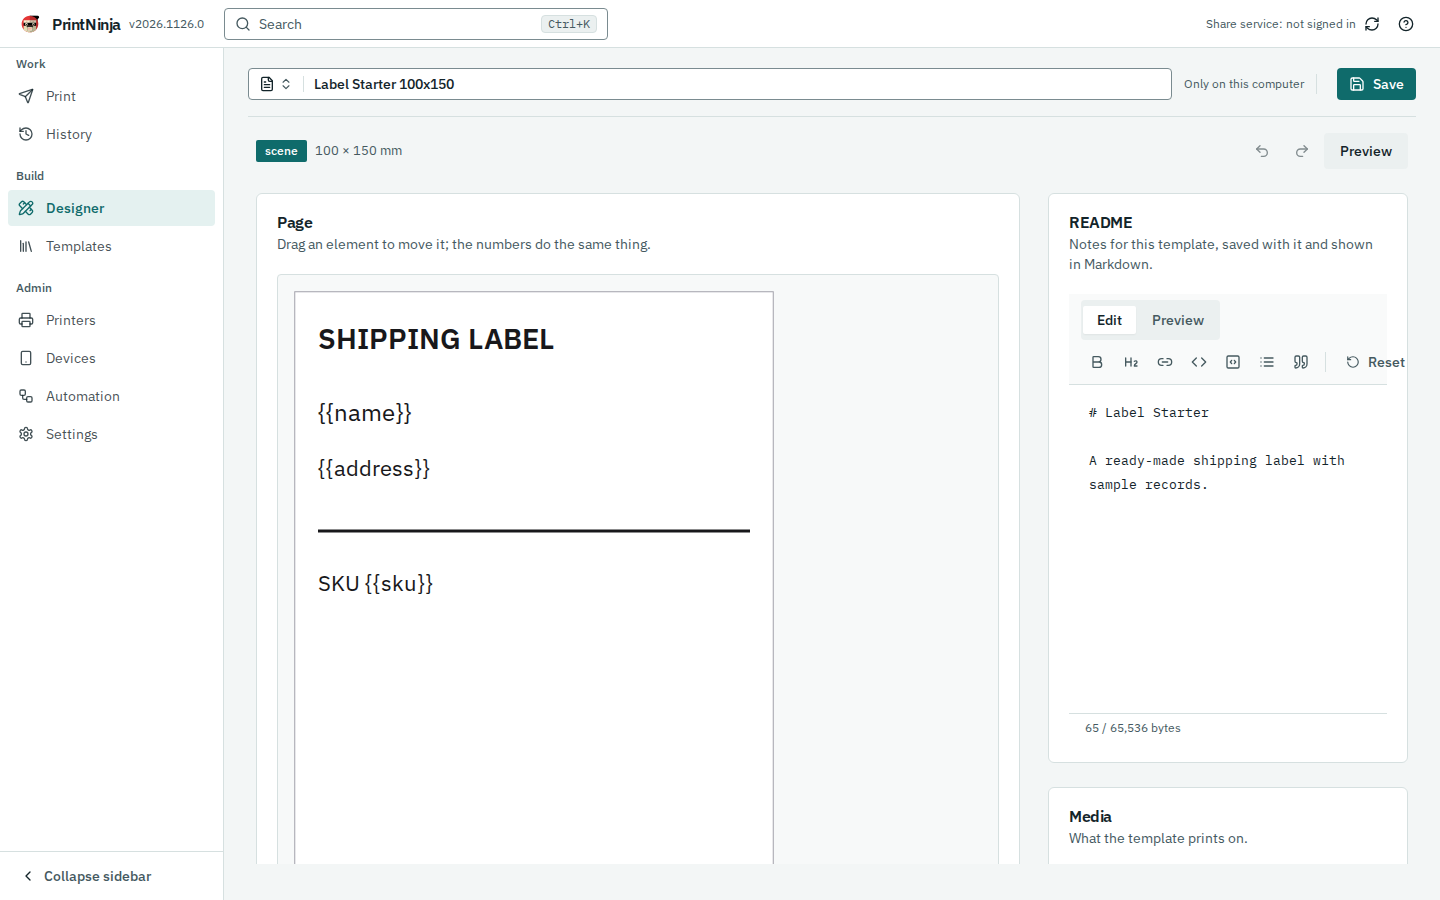 PrintNinja v2026.1126.0
Search Ctrl+K
Share service: not signed in
Work
Print
History
Build
Designer
Templates
Admin
Printers
Devices
Automation
Settings
Collapse sidebar
Label Starter 100x150
Only on this computer
Save
scene 100 × 150 mm
Preview
Page
Drag an element to move it; the numbers do the same thing.
SHIPPING LABEL
{{name}}
{{address}}
SKU {{sku}}
README
Notes for this template, saved with it and shown
in Markdown.
Edit Preview
B H2 Reset
# Label Starter
A ready-made shipping label with
sample records.
65 / 65,536 bytes
Media
What the template prints on.